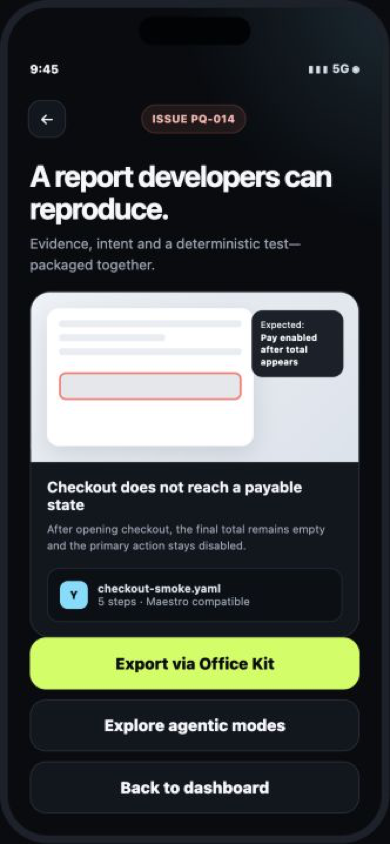 9:45
5G
←
ISSUE PQ-014
A report developers can
reproduce.
Evidence, intent and a deterministic test—
packaged together.
Expected:
Pay enabled
after total
appears
Checkout does not reach a payable
state
After opening checkout, the final total remains empty
and the primary action stays disabled.
Y
checkout-smoke.yaml
5 steps · Maestro compatible
Export via Office Kit
Explore agentic modes
Back to dashboard